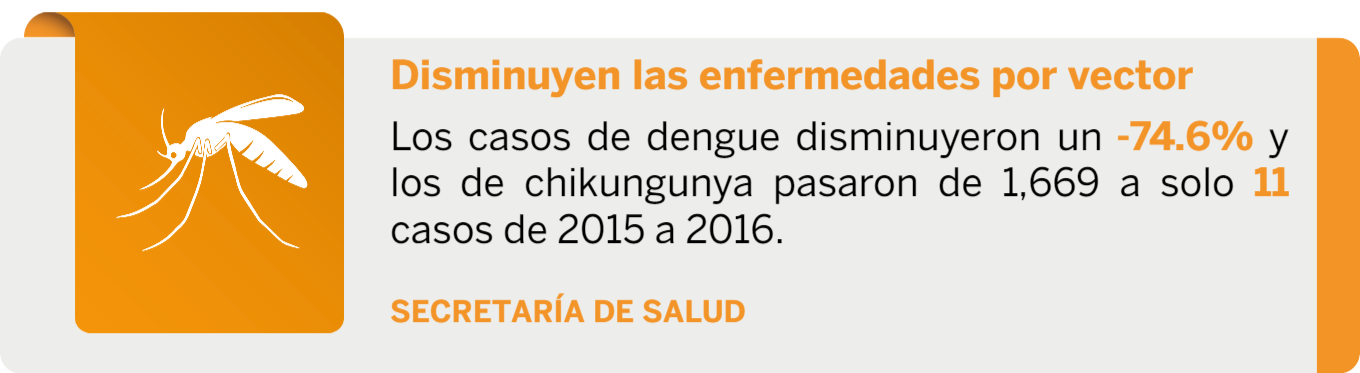 Disminuyen las enfermedades por vector
Los casos de dengue disminuyeron un -74.6% y
los de chikungunya pasaron de 1,669 a solo 11
casos de 2015 a 2016.
SECRETARÍA DE SALUD